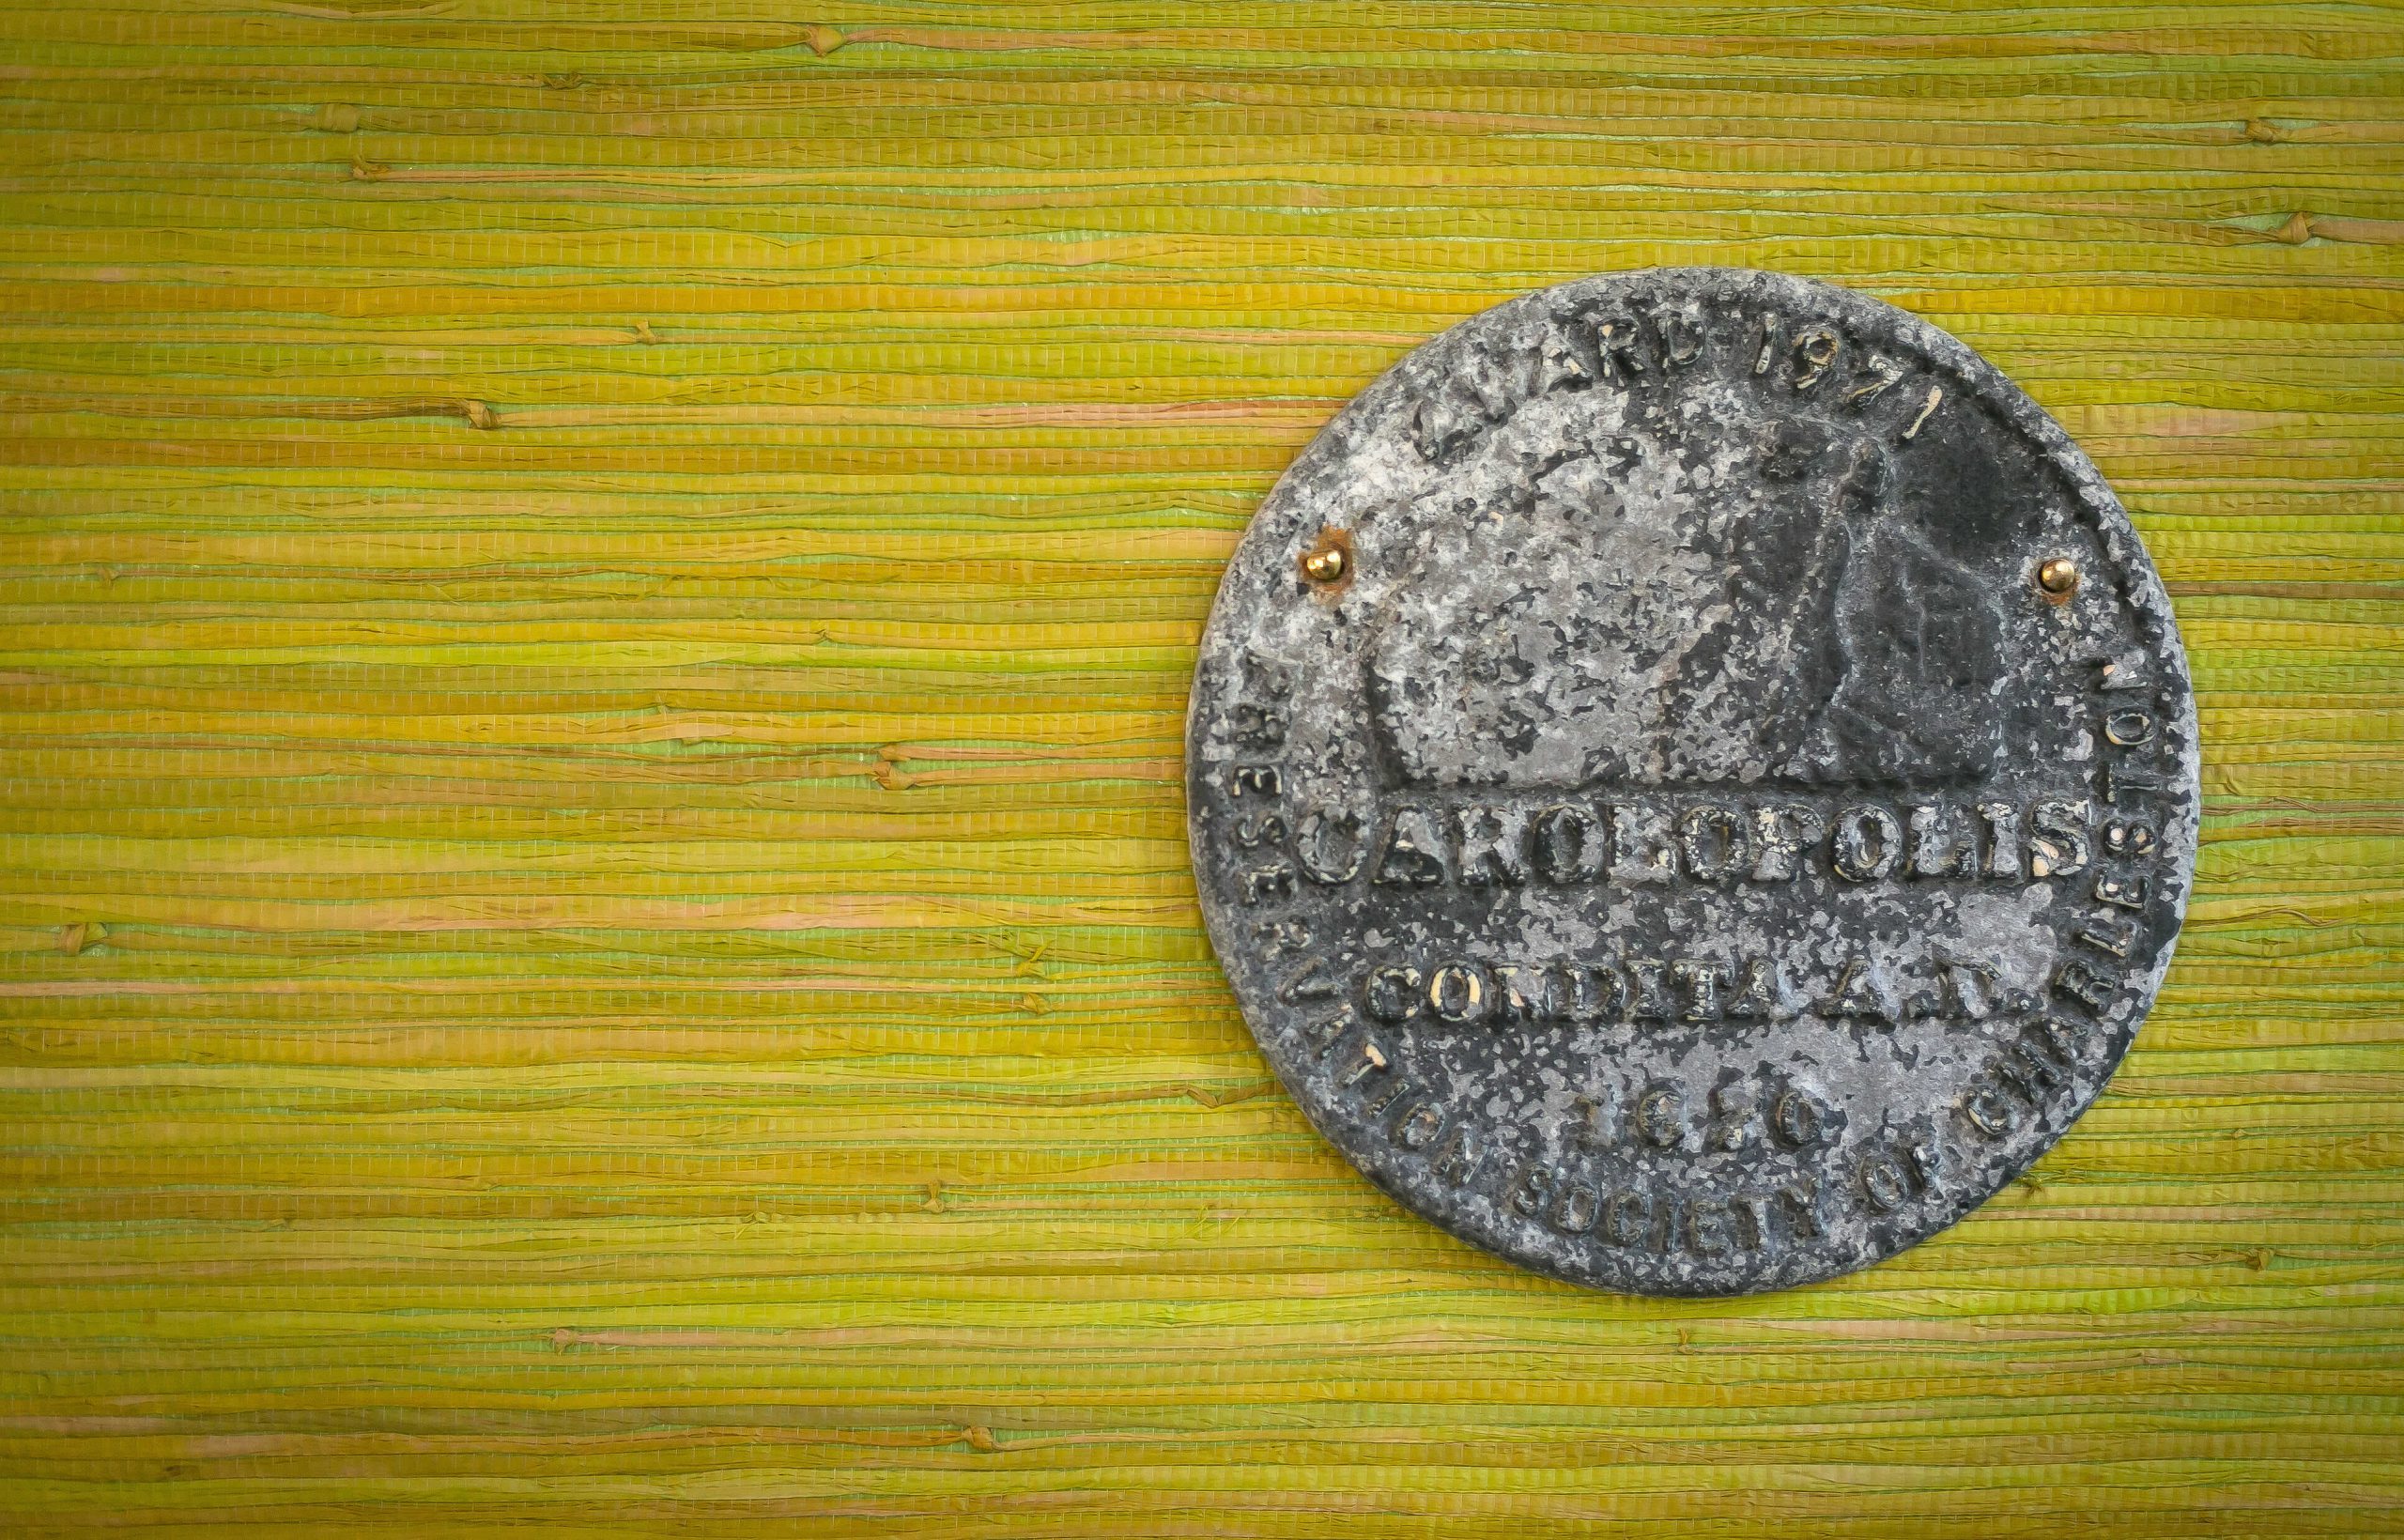 AWARD 1971
CAROLOPOLIS
CONDITA A.D.
1670
PRESERVATION SOCIETY OF CHARLESTON